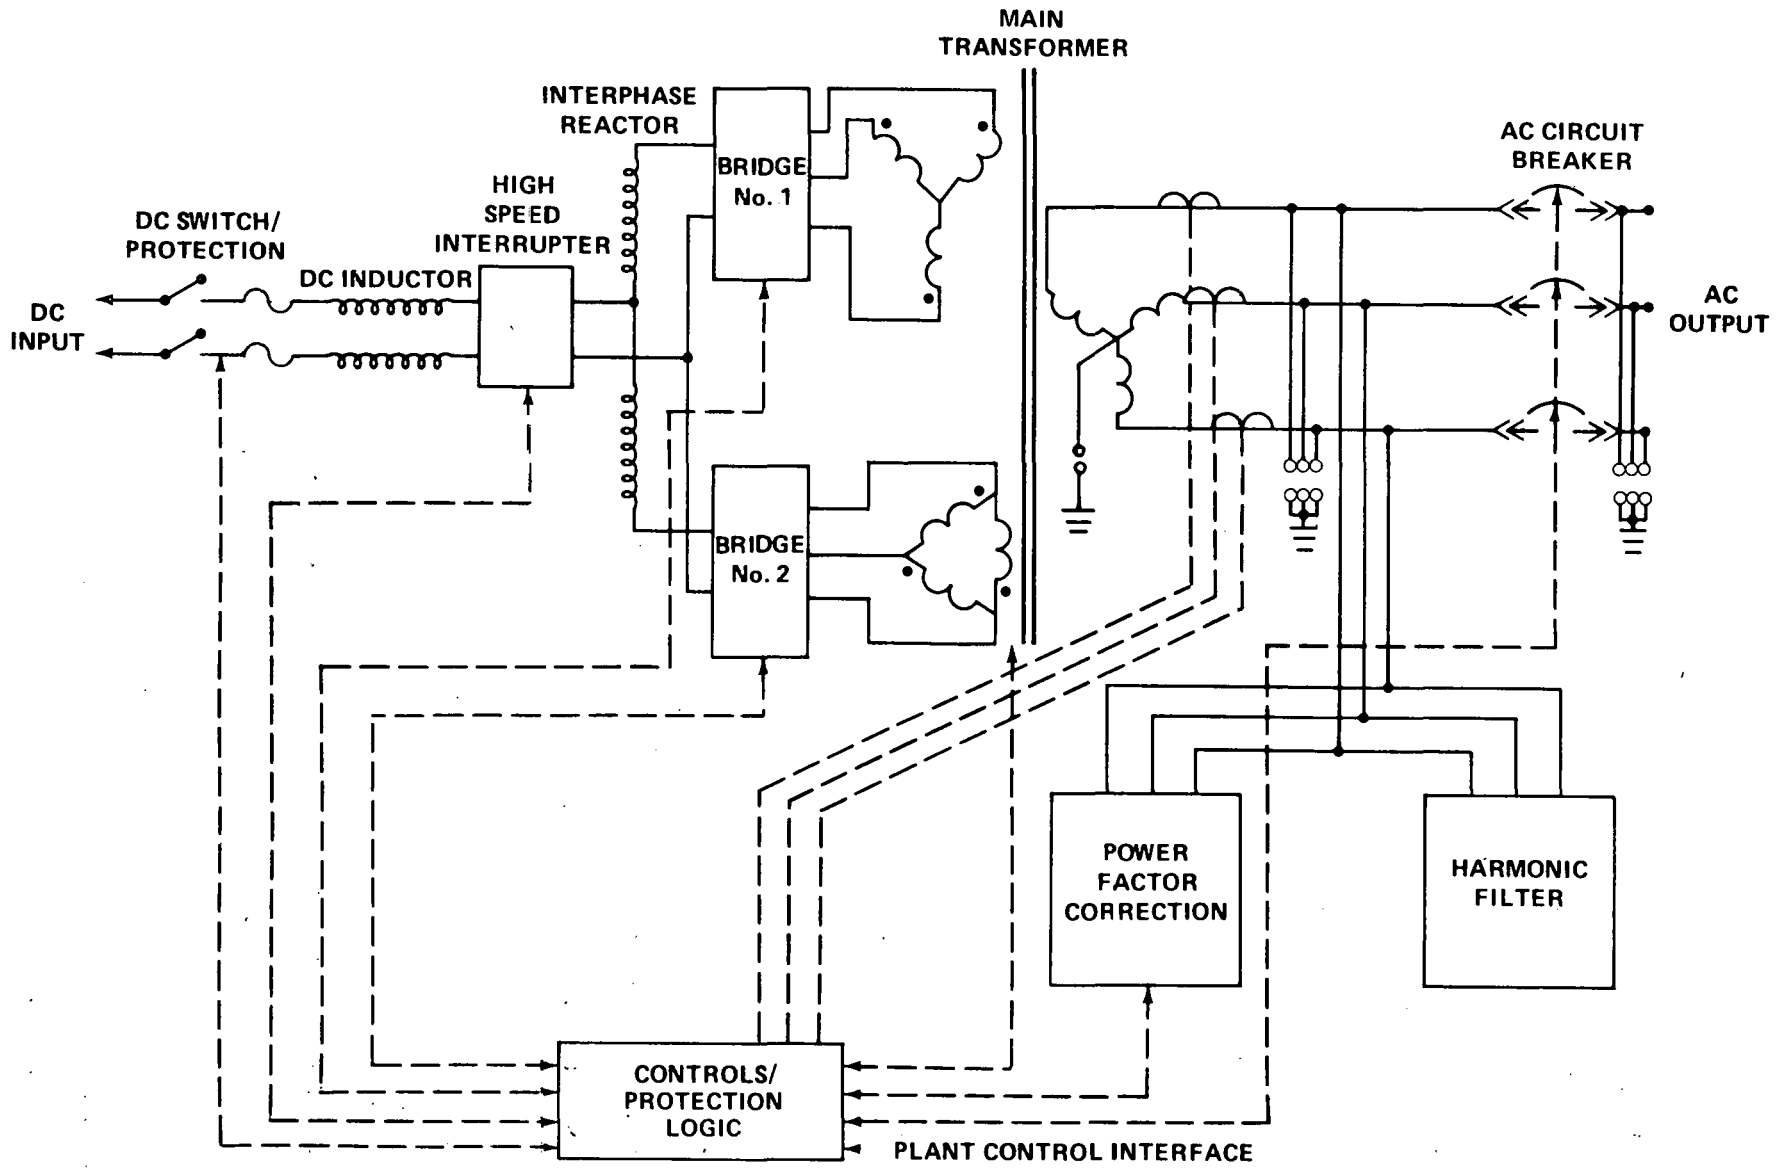 MAIN
TRANSFORMER
INTERPHASE
REACTOR
AC CIRCUIT
BREAKER
BRIDGE
No. 1
HIGH
SPEED
INTERRUPTER
DC SWITCH/
PROTECTION
DC INDUCTOR
DC
INPUT
AC
OUTPUT
BRIDGE
No. 2
POWER
FACTOR
CORRECTION
HARMONIC
FILTER
CONTROLS/
PROTECTION
LOGIC
PLANT CONTROL INTERFACE